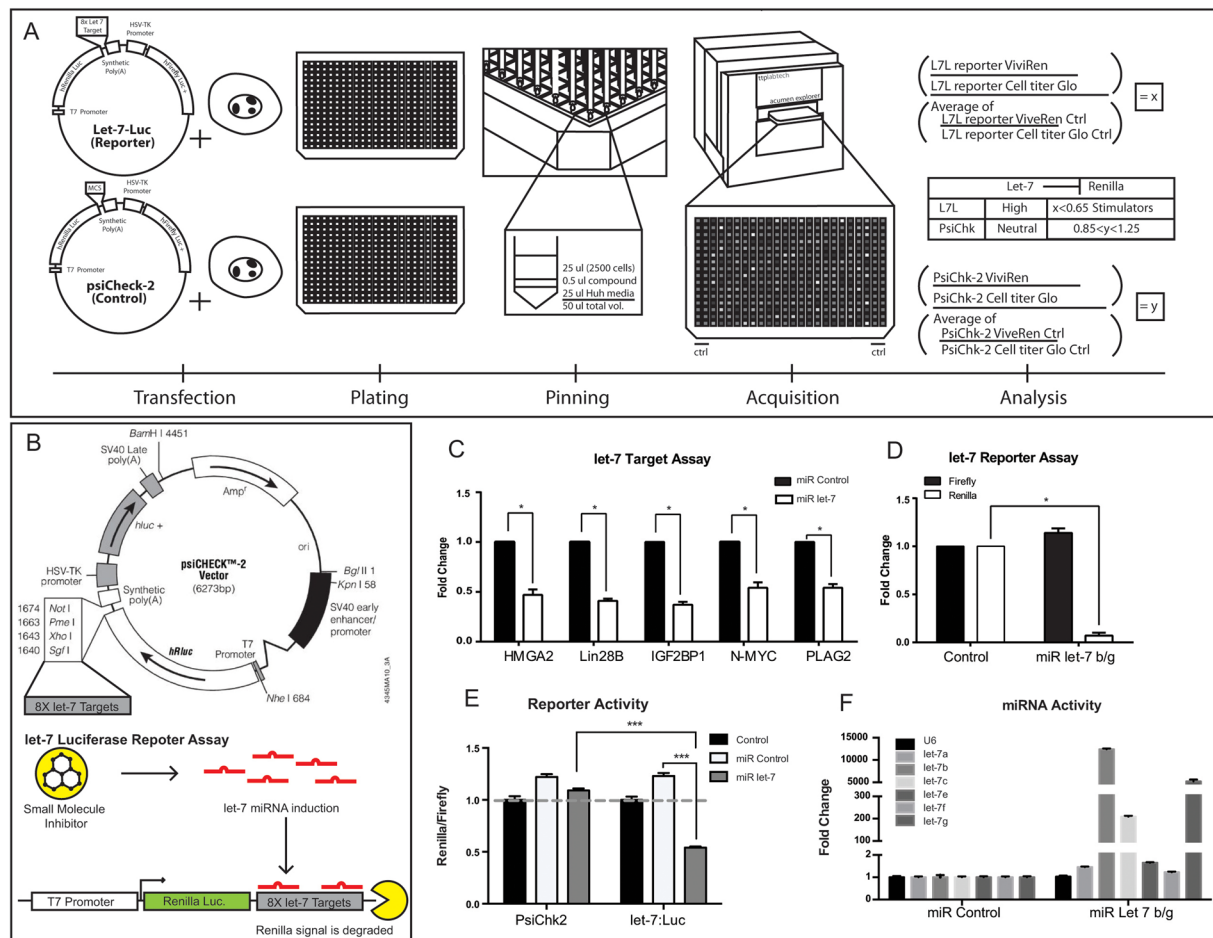 A
8x Let 7
Target
HSV-TK
Promoter
Synthetic
Poly(A)
hRenilla Luc
hFirefly Luc +
T7 Promoter
Let-7-Luc
(Reporter)
+
MCS
HSV-TK
Promoter
Synthetic
Poly(A)
hRenilla Luc
hFirefly Luc +
T7 Promoter
psiCheck-2
(Control)
+
25 ul (2500 cells)
0.5 ul compound
25 ul Huh media
50 ul total vol.
ttplabtech
acumen explorer
ctrl
ctrl
L7L reporter ViviRen
L7L reporter Cell titer Glo
Average of
L7L reporter ViveRen Ctrl
L7L reporter Cell titer Glo Ctrl
= x
Let-7 Renilla
L7L High x<0.65 Stimulators
PsiChk Neutral 0.85<y<1.25
PsiChk-2 ViviRen
PsiChk-2 Cell titer Glo
Average of
PsiChk-2 ViveRen Ctrl
PsiChk-2 Cell titer Glo Ctrl
= y
Transfection
Plating
Pinning
Acquisition
Analysis
B
BamH I 4451
SV40 Late
poly(A)
Ampr
hluc +
ori
psiCHECK™-2
Vector
(6273bp)
HSV-TK
promoter
Synthetic
poly(A)
Bgl II 1
Kpn I 58
SV40 early
enhancer/
promoter
1674 Not I
1663 Pme I
1643 Xho I
1640 Sgf I
T7
Promoter
hRluc
Nhe I 684
4345MA10_3A
8X let-7 Targets
let-7 Luciferase Repoter Assay
Small Molecule
Inhibitor
let-7 miRNA induction
T7 Promoter
Renilla Luc.
8X let-7 Targets
Renilla signal is degraded
C
let-7 Target Assay
miR Control
miR let-7
Fold Change
1.5
1.0
0.5
0.0
*
*
*
*
*
HMGA2
Lin28B
IGF2BP1
N-MYC
PLAG2
D
let-7 Reporter Assay
Firefly
Renilla
Fold Change
1.5
1.0
0.5
0.0
*
Control
miR let-7 b/g
E
Reporter Activity
Control
miR Control
miR let-7
Renilla/Firefly
1.5
1.0
0.5
0.0
***
***
PsiChk2
let-7:Luc
F
miRNA Activity
U6
let-7a
let-7b
let-7c
let-7e
let-7f
let-7g
Fold Change
15000
10000
5000
300
200
100
2
1
0
miR Control
miR Let 7 b/g